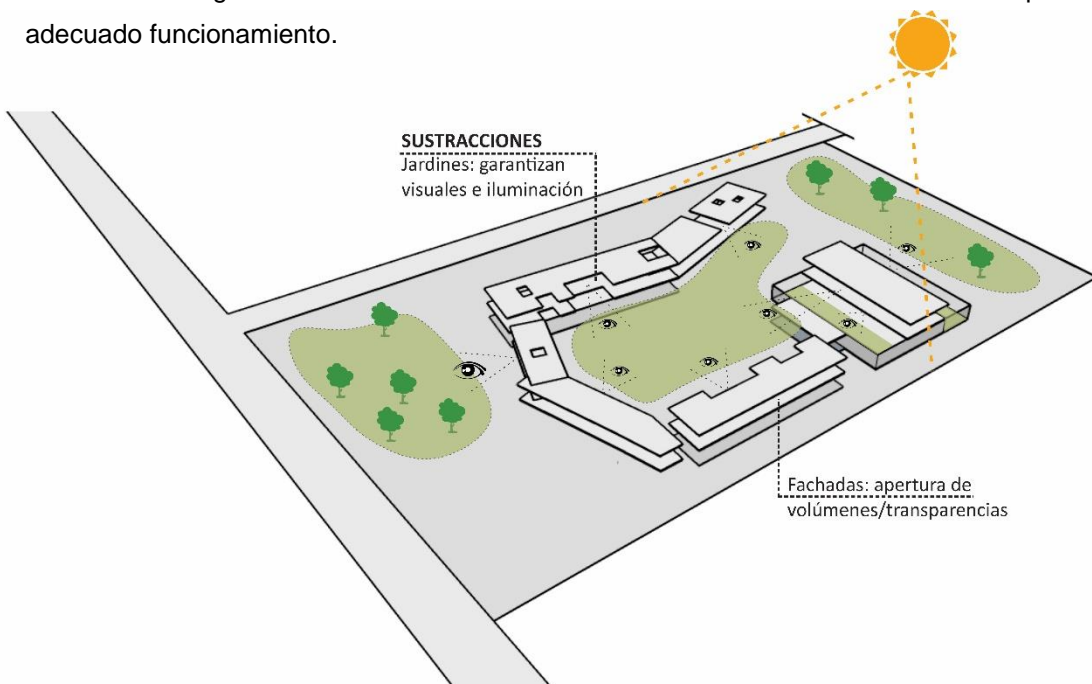 adecuado funcionamiento.
SUSTRACCIONES
Jardines: garantizan
visuales e iluminación
Fachadas: apertura de
volúmenes/transparencias